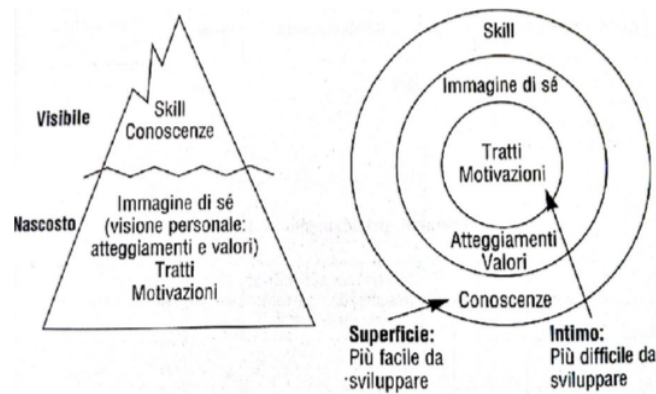 Visibile
Skill
Conoscenze
Nascosto
Immagine di sé
(visione personale:
atteggiamenti e valori)
Tratti
Motivazioni
Skill
Immagine di sé
Tratti
Motivazioni
Atteggiamenti
Valori
Conoscenze
Superficie:
Più facile da
sviluppare
Intimo:
Più difficile da
sviluppare